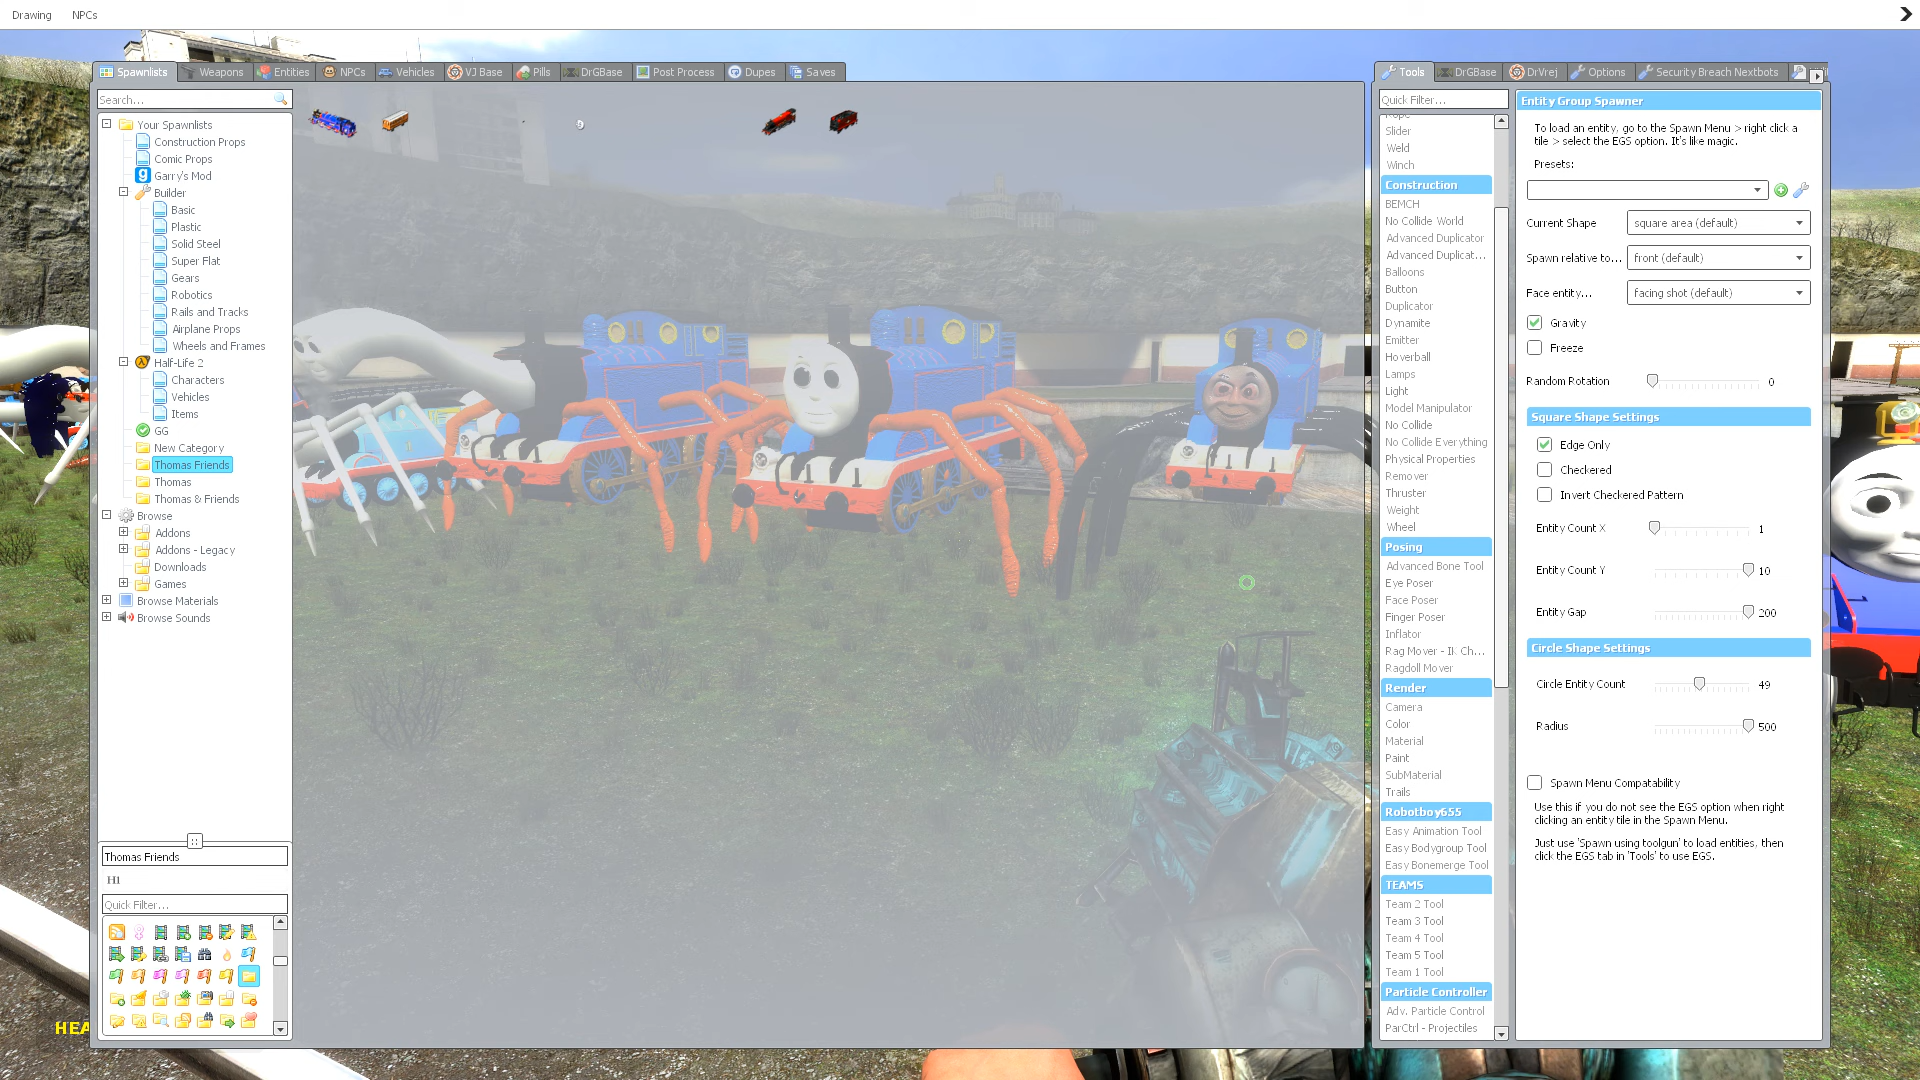 Drawing NPCs
Spawnlists Weapons Entities NPCs Vehicles VJ Base Pills DrGBase Post Process Dupes Saves
Search...
Your Spawnlists
Construction Props
Comic Props
Garry's Mod
Builder
Basic
Plastic
Solid Steel
Super Flat
Gears
Robotics
Rails and Tracks
Airplane Props
Wheels and Frames
Half-Life 2
Characters
Vehicles
Items
GG
New Category
Thomas Friends
Thomas
Thomas & Friends
Browse
Addons
Addons - Legacy
Downloads
Games
Browse Materials
Browse Sounds
Thomas Friends
H1
Quick Filter...
HEA
Tools DrGBase DrVrej Options Security Breach Nextbots
Quick Filter...
Slider
Weld
Winch
Construction
BEMCH
No Collide World
Advanced Duplicator
Advanced Duplicat...
Balloons
Button
Duplicator
Dynamite
Emitter
Hoverball
Lamps
Light
Model Manipulator
No Collide
No Collide Everything
Physical Properties
Remover
Thruster
Weight
Wheel
Posing
Advanced Bone Tool
Eye Poser
Face Poser
Finger Poser
Inflator
Rag Mover - IK Ch...
Ragdoll Mover
Render
Camera
Color
Material
Paint
SubMaterial
Trails
Robotboy655
Easy Animation Tool
Easy Bodygroup Tool
Easy Bonemerge Tool
TEAMS
Team 2 Tool
Team 3 Tool
Team 4 Tool
Team 5 Tool
Team 1 Tool
Particle Controller
Adv. Particle Control
ParCtrl - Projectiles
Entity Group Spawner
To load an entity, go to the Spawn Menu > right click a
tile > select the EGS option. It's like magic.
Presets:
Current Shape square area (default)
Spawn relative to... front (default)
Face entity... facing shot (default)
Gravity
Freeze
Random Rotation 0
Square Shape Settings
Edge Only
Checkered
Invert Checkered Pattern
Entity Count X 1
Entity Count Y 10
Entity Gap 200
Circle Shape Settings
Circle Entity Count 49
Radius 500
Spawn Menu Compatability
Use this if you do not see the EGS option when right
clicking an entity tile in the Spawn Menu.
Just use 'Spawn using toolgun' to load entities, then
click the EGS tab in 'Tools' to use EGS.